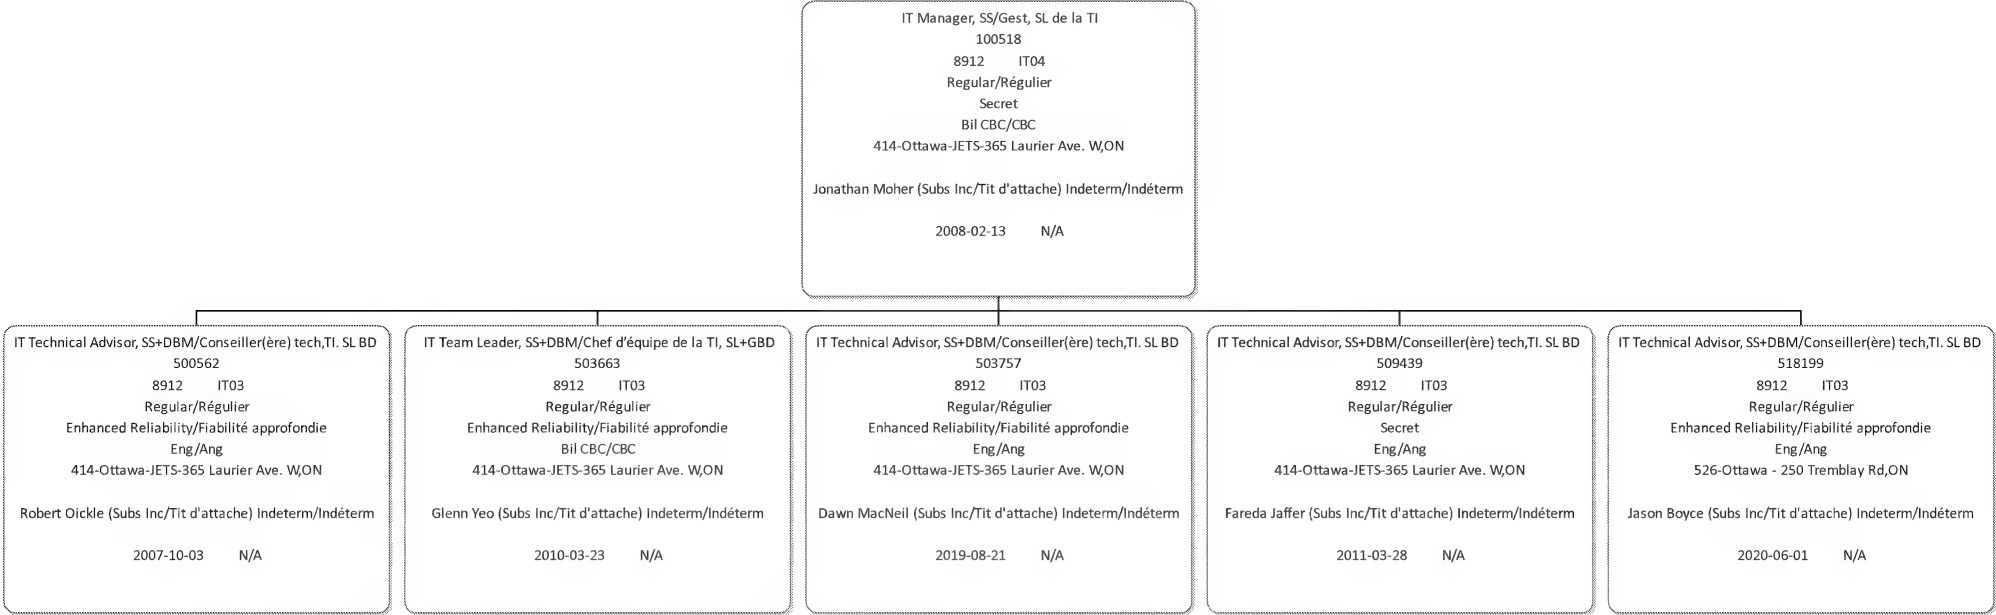 IT Manager, SS/Gest, SL de la TI
100518
8912 IT04
Regular/Régulier
Secret
Bil CBC/CBC
414-Ottawa-JETS-365 Laurier Ave. W,ON
Jonathan Moher (Subs Inc/Tit d'attache) Indeterm/Indéterm
2008-02-13 N/A
IT Technical Advisor, SS+DBM/Conseiller(ère) tech,TI. SL BD
500562
8912 IT03
Regular/Régulier
Enhanced Reliability/Fiabilité approfondie
Eng/Ang
414-Ottawa-JETS-365 Laurier Ave. W,ON
Robert Oickle (Subs Inc/Tit d'attache) Indeterm/Indéterm
2007-10-03 N/A
IT Team Leader, SS+DBM/Chef d’équipe de la TI, SL+GBD
503663
8912 IT03
Regular/Régulier
Enhanced Reliability/Fiabilité approfondie
Bil CBC/CBC
414-Ottawa-JETS-365 Laurier Ave. W,ON
Glenn Yeo (Subs Inc/Tit d'attache) Indeterm/Indéterm
2010-03-23 N/A
IT Technical Advisor, SS+DBM/Conseiller(ère) tech,TI. SL BD
503757
8912 IT03
Regular/Régulier
Enhanced Reliability/Fiabilité approfondie
Eng/Ang
414-Ottawa-JETS-365 Laurier Ave. W,ON
Dawn MacNeil (Subs Inc/Tit d'attache) Indeterm/Indéterm
2019-08-21 N/A
IT Technical Advisor, SS+DBM/Conseiller(ère) tech,TI. SL BD
509439
8912 IT03
Regular/Régulier
Secret
Eng/Ang
414-Ottawa-JETS-365 Laurier Ave. W,ON
Fareda Jaffer (Subs Inc/Tit d'attache) Indeterm/Indéterm
2011-03-28 N/A
IT Technical Advisor, SS+DBM/Conseiller(ère) tech,TI. SL BD
518199
8912 IT03
Regular/Régulier
Enhanced Reliability/Fiabilité approfondie
Eng/Ang
526-Ottawa - 250 Tremblay Rd,ON
Jason Boyce (Subs Inc/Tit d'attache) Indeterm/Indéterm
2020-06-01 N/A